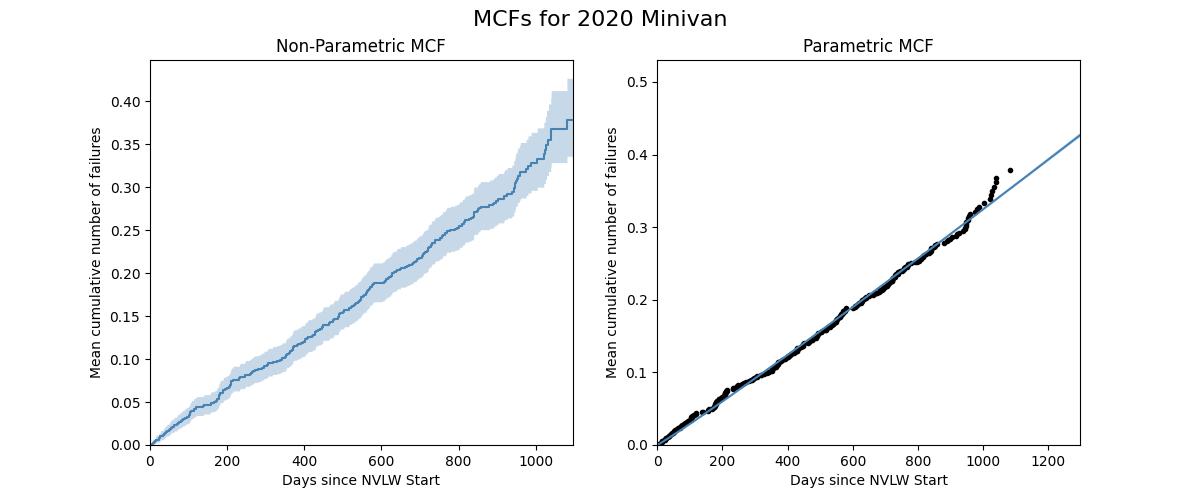 MCFs for 2020 Minivan
Non-Parametric MCF
Mean cumulative number of failures
0.40
0.35
0.30
0.25
0.20
0.15
0.10
0.05
0.00
0 200 400 600 800 1000
Days since NVLW Start
Parametric MCF
Mean cumulative number of failures
0.5
0.4
0.3
0.2
0.1
0.0
0 200 400 600 800 1000 1200
Days since NVLW Start